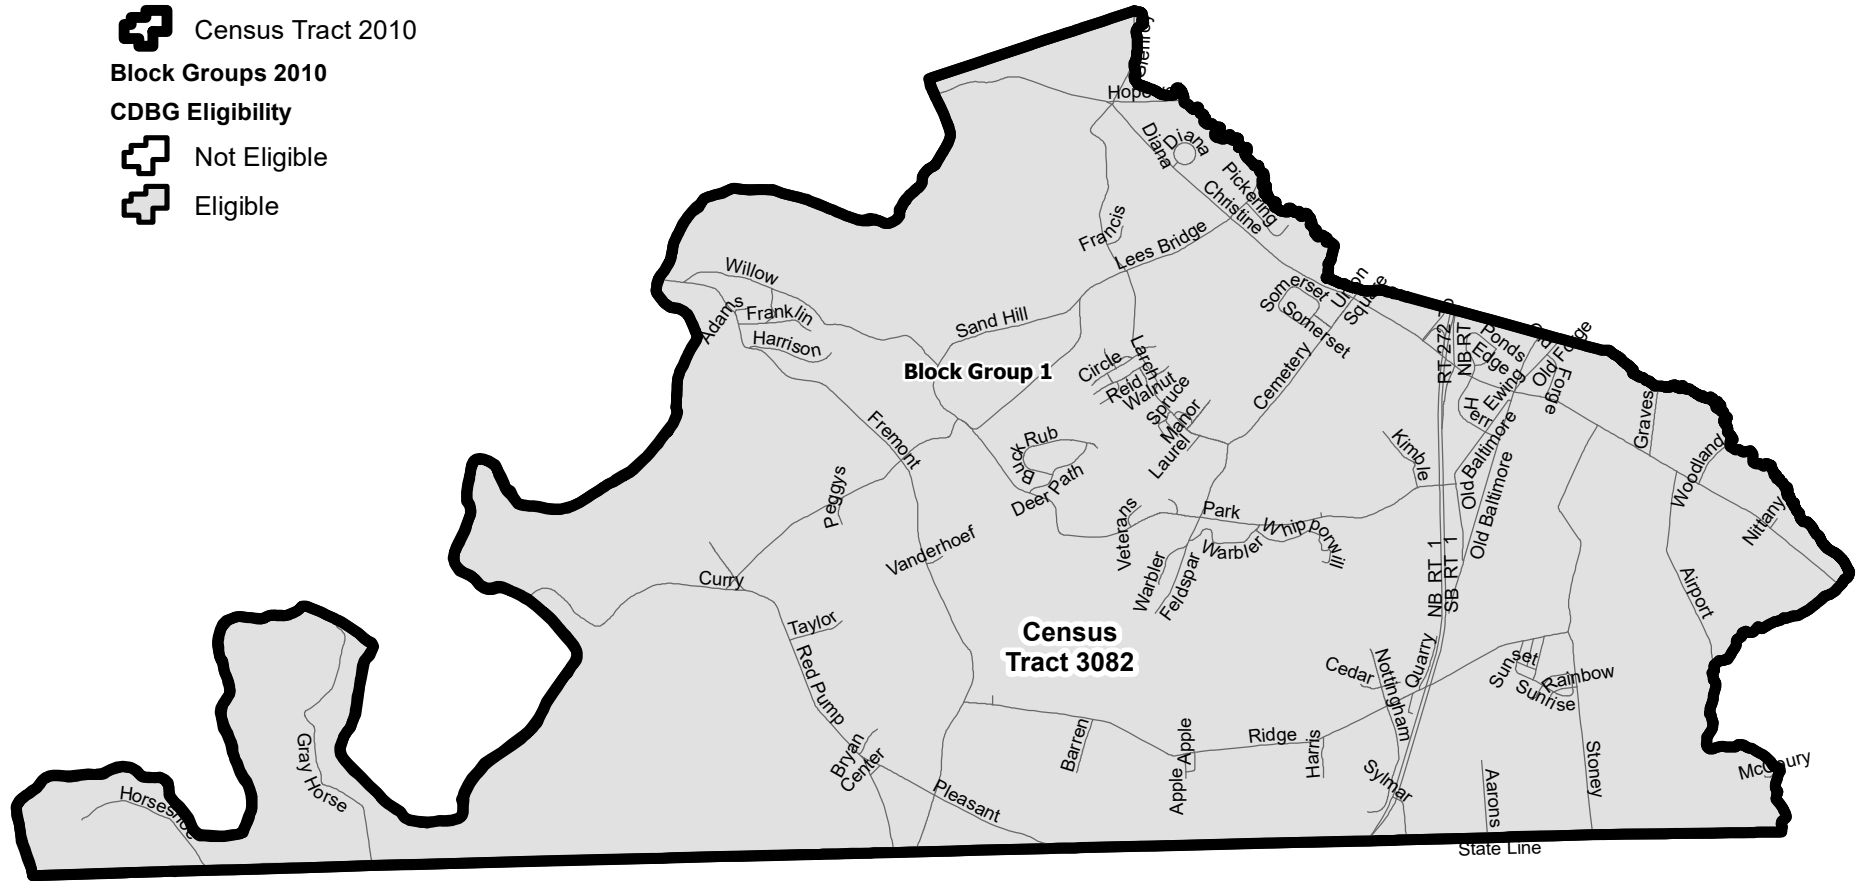 Census Tract 2010
Block Groups 2010
CDBG Eligibility
Not Eligible
Eligible
Diana
Diana
Pickering
Christine
Francis
Lees Bridge
Willow
Adams
Franklin
Harrison
Sand Hill
Somerset
Somerset
Union
Square
Block Group 1
Circle
Larch
Reid
Walnut
Spruce
Manor
Laurel
Cemetery
RT 272
NB RT
Ponds
Edge
Old Forge
Forge
Ewing
Herr
Graves
Fremont
Buck Rub
Deer Path
Kimble
Old Baltimore
Old Baltimore
Woodland
Nittany
Peggys
Vanderhoef
Veterans
Park
Whipporwill
Warbler
Warbler
Feldspar
NB RT 1
SB RT 1
Airport
Curry
Taylor
Red Pump
Census
Tract 3082
Cedar
Nottingham
Quarry
Sunset
Sunrise
Rainbow
Gray Horse
Horseshoe
Bryan
Center
Pleasant
Barren
Apple
Apple
Ridge
Harris
Sylmar
Aarons
Stoney
State Line